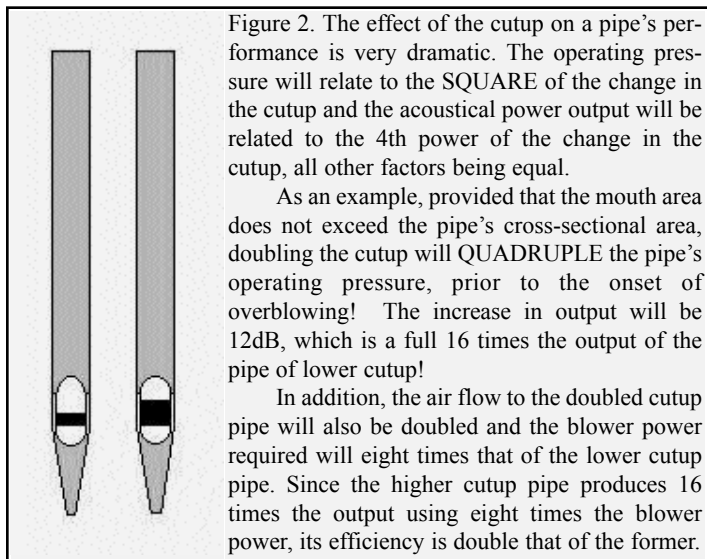 Figure 2. The effect of the cutup on a pipe's per-
formance is very dramatic. The operating pres-
sure will relate to the SQUARE of the change in
the cutup and the acoustical power output will be
related to the 4th power of the change in the
cutup, all other factors being equal.
As an example, provided that the mouth area
does not exceed the pipe's cross-sectional area,
doubling the cutup will QUADRUPLE the pipe's
operating pressure, prior to the onset of
overblowing! The increase in output will be
12dB, which is a full 16 times the output of the
pipe of lower cutup!
In addition, the air flow to the doubled cutup
pipe will also be doubled and the blower power
required will eight times that of the lower cutup
pipe. Since the higher cutup pipe produces 16
times the output using eight times the blower
power, its efficiency is double that of the former.